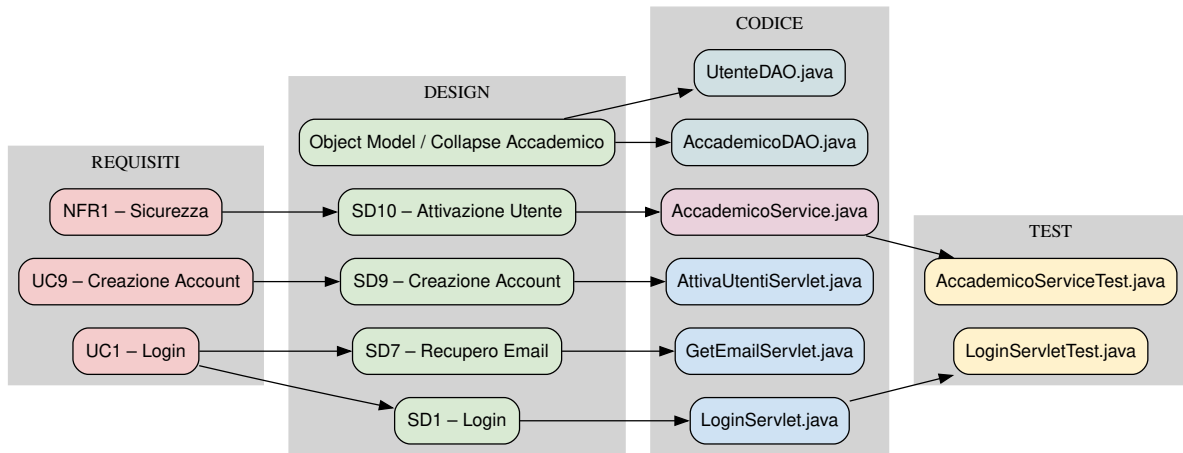 REQUISITI
NFR1 – Sicurezza
UC9 – Creazione Account
UC1 – Login
DESIGN
Object Model / Collapse Accademico
SD10 – Attivazione Utente
SD9 – Creazione Account
SD7 – Recupero Email
SD1 – Login
CODICE
UtenteDAO.java
AccademicoDAO.java
AccademicoService.java
AttivaUtentiServlet.java
GetEmailServlet.java
LoginServlet.java
TEST
AccademicoServiceTest.java
LoginServletTest.java